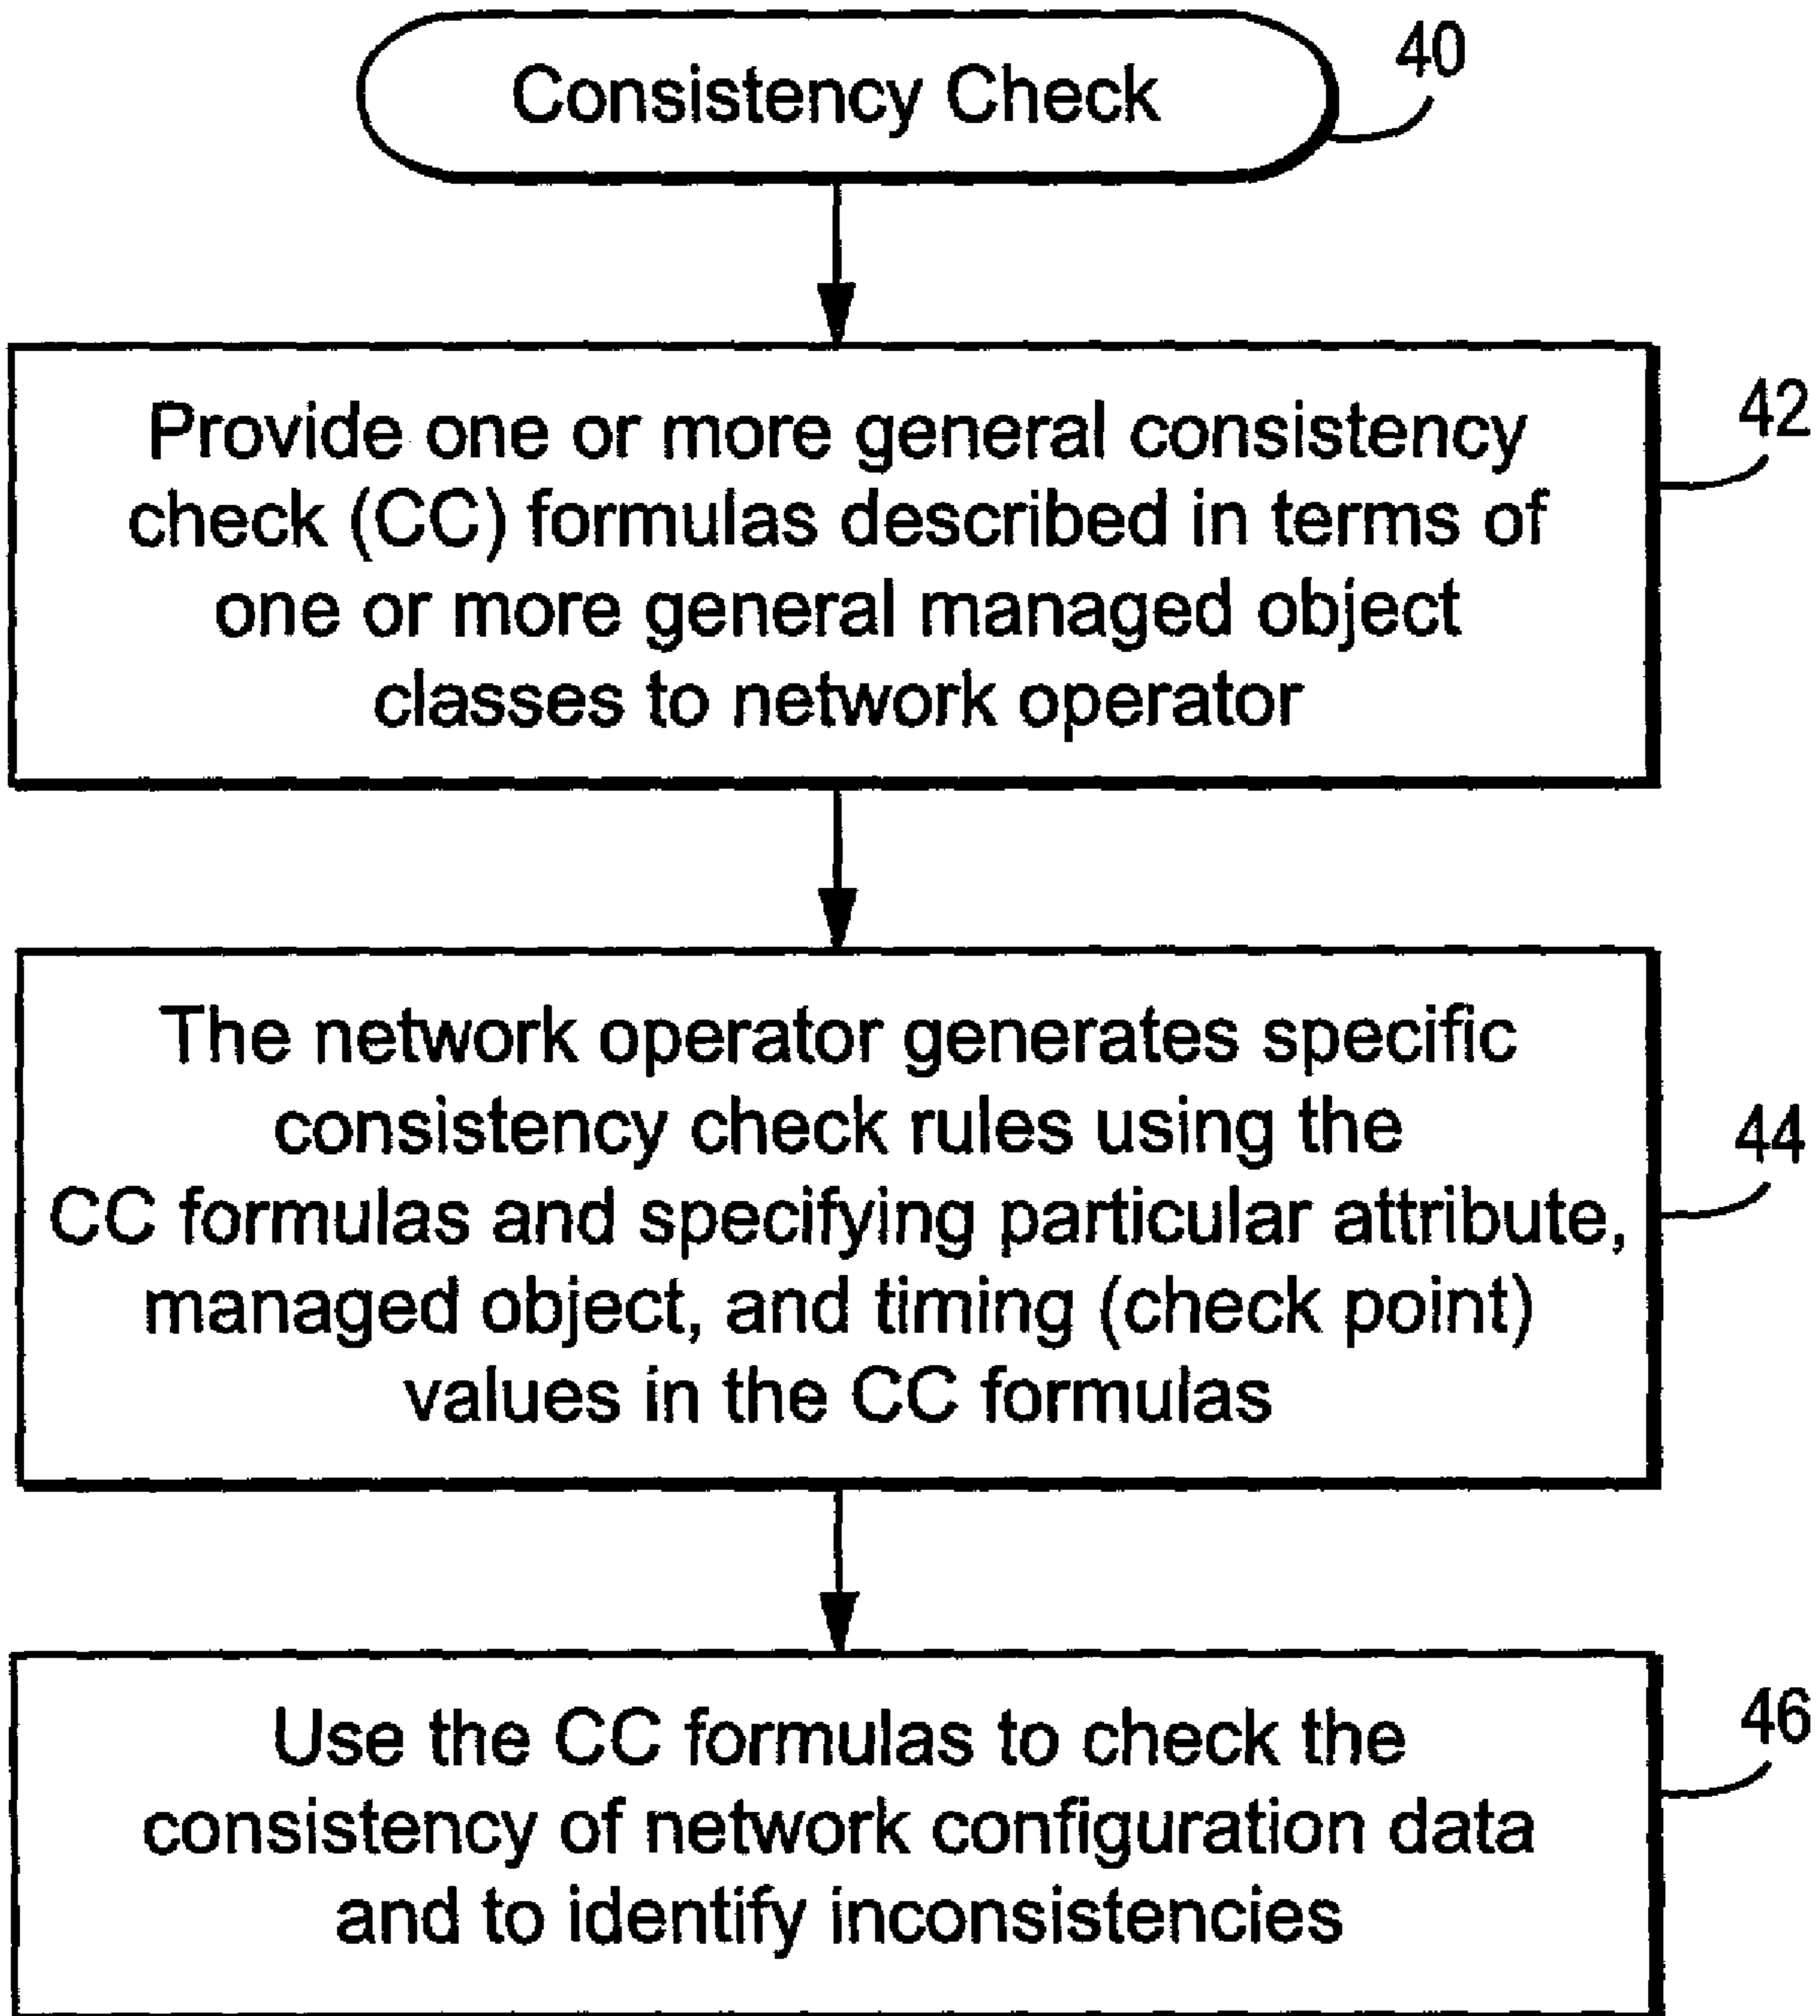 Consistency Check
40
Provide one or more general consistency
check (CC) formulas described in terms of
one or more general managed object
classes to network operator
42
The network operator generates specific
consistency check rules using the
CC formulas and specifying particular attribute,
managed object, and timing (check point)
values in the CC formulas
44
Use the CC formulas to check the
consistency of network configuration data
and to identify inconsistencies
46